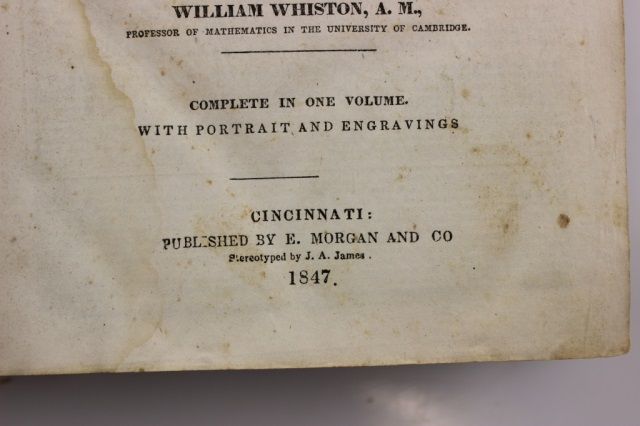 WILLIAM WHISTON, A. M.,
PROFESSOR OF MATHEMATICS IN THE UNIVERSITY OF CAMBRIDGE.
COMPLETE IN ONE VOLUME.
WITH PORTRAIT AND ENGRAVINGS
CINCINNATI:
PUBLISHED BY E. MORGAN AND CO
Stereotyped by J. A. James.
1847.